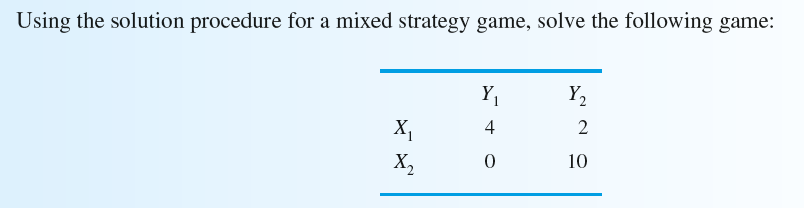 Using the solution procedure for a mixed strategy game, solve the following game:
Y₁ Y₂
X₁ 4 2
X₂ 0 10